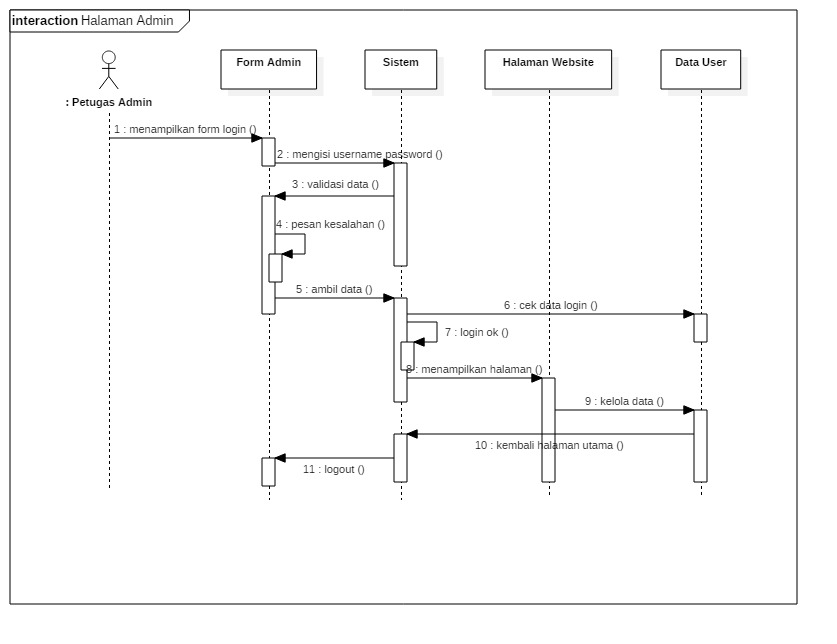 interaction Halaman Admin
Form Admin
Sistem
Halaman Website
Data User
: Petugas Admin
1 : menampilkan form login ()
2 : mengisi username password ()
3 : validasi data ()
4 : pesan kesalahan ()
5 : ambil data ()
6 : cek data login ()
7 : login ok ()
8 : menampilkan halaman ()
9 : kelola data ()
10 : kembali halaman utama ()
11 : logout ()